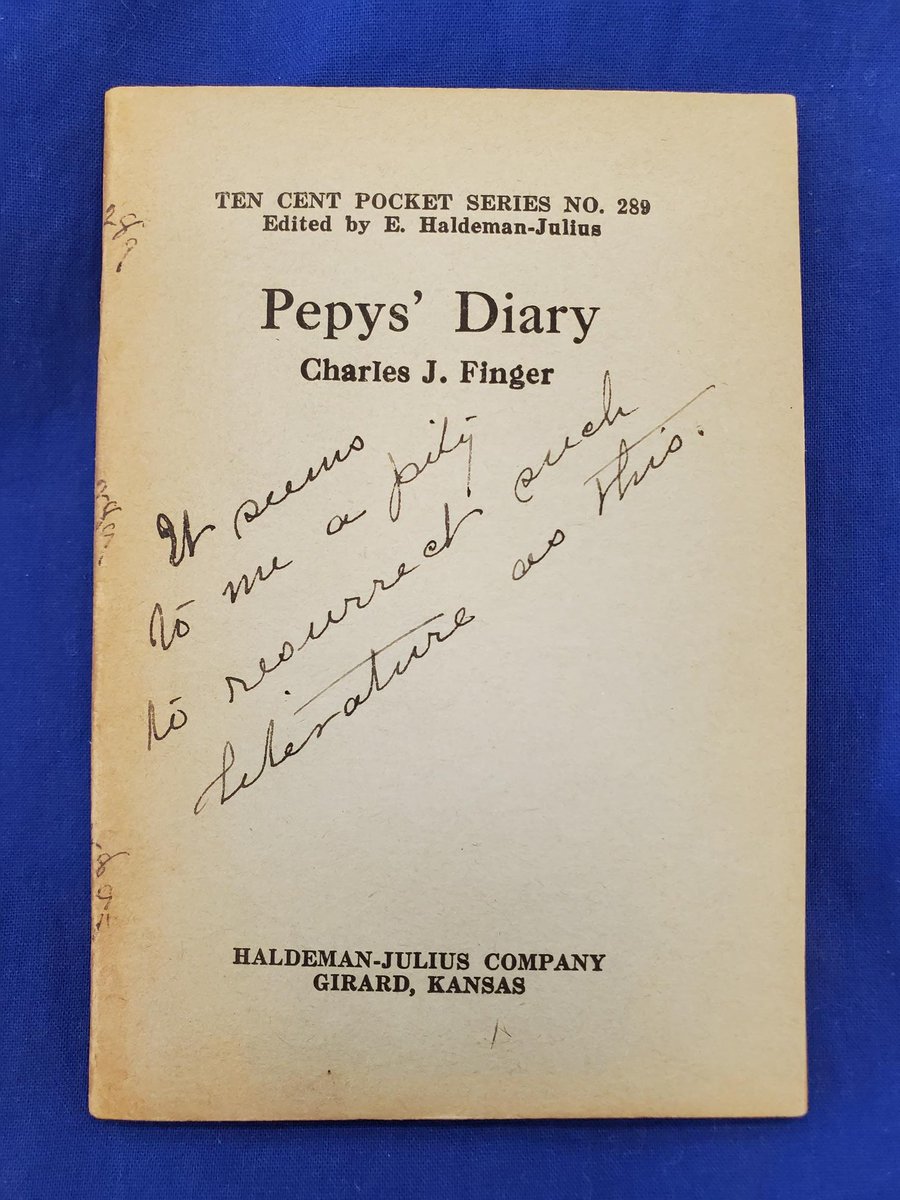 TEN CENT POCKET SERIES NO. 289
Edited by E. Haldeman-Julius
Pepys' Diary
Charles J. Finger
It seems
to me a pity
to resurrect such
literature as this.
HALDEMAN-JULIUS COMPANY
GIRARD, KANSAS
289